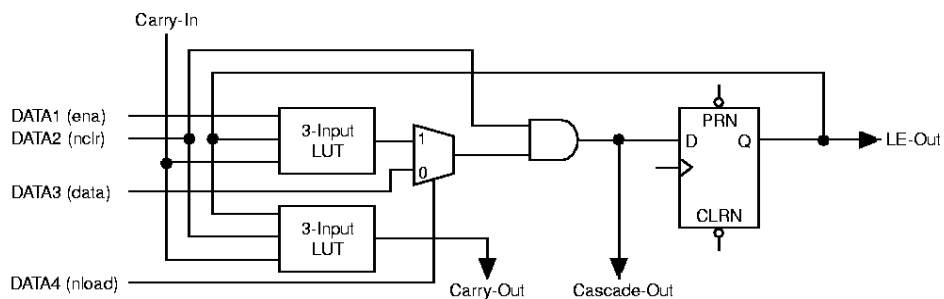 Carry-In
DATA1 (ena)
DATA2 (nclr)
3-Input
LUT
1
0
DATA3 (data)
3-Input
LUT
DATA4 (nload)
Carry-Out
Cascade-Out
PRN
D
Q
CLRN
LE-Out